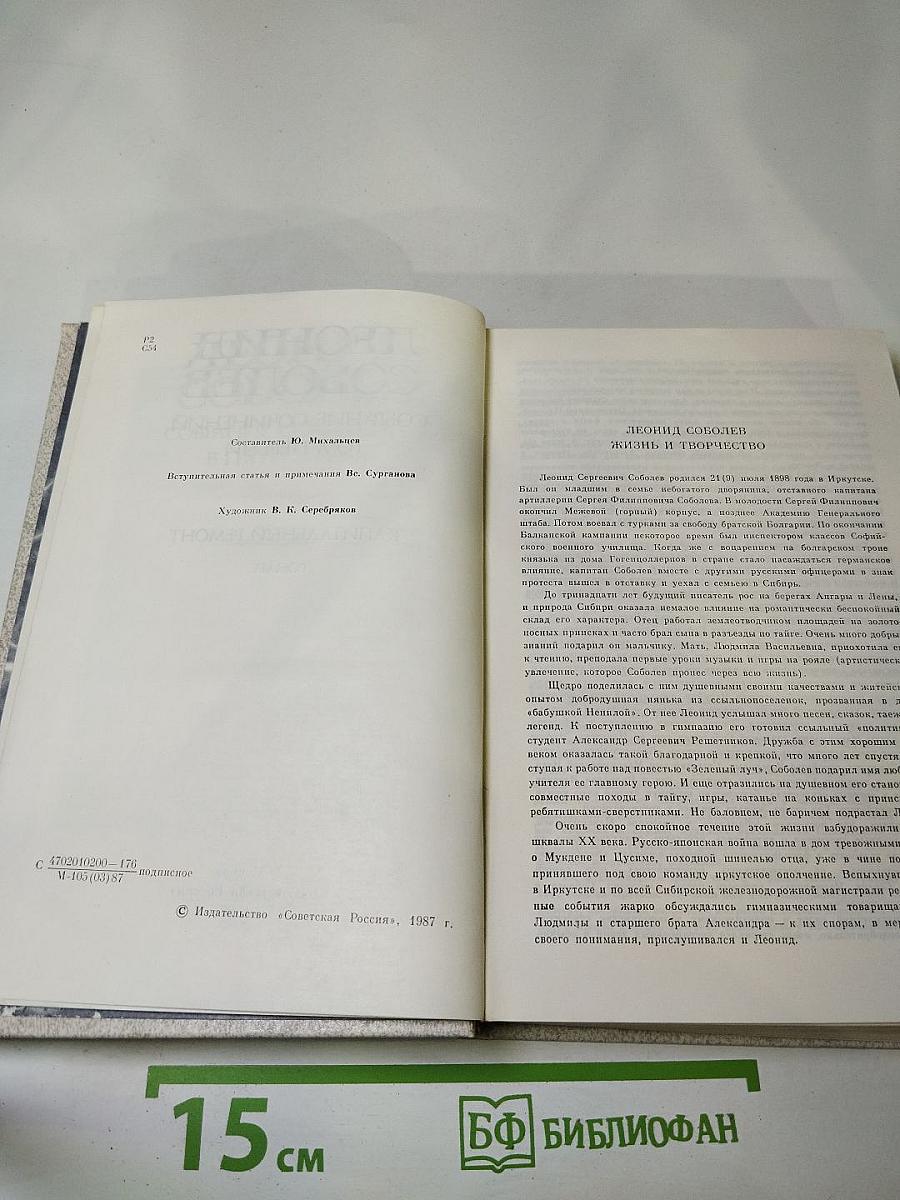 Р2
С54
Составитель Ю. Михальцев
Вступительная статья и примечания Вс. Сурганова
Художник В. К. Серебряков
С 4702010200—176
М-105(03)87 подписное
© Издательство «Советская Россия», 1987 г.
ЛЕОНИД СОБОЛЕВ
ЖИЗНЬ И ТВОРЧЕСТВО
Леонид Сергеевич Соболев родился 21(9) июля 1898 года в Иркутске.
Был он младшим в семье небогатого дворянина, отставного капитана
артиллерии Сергея Филипповича Соболева. В молодости Сергей Филиппович
окончил Межевой (горный) корпус, а позднее Академию Генерального
штаба. Потом воевал с турками за свободу братской Болгарии. По окончании
Балканской кампании некоторое время был инспектором классов Софий-
ского военного училища. Когда же с воцарением на болгарском троне
князька из дома Гогенцоллернов в стране стало насаждаться германское
влияние, капитан Соболев вместе с другими русскими офицерами в знак
протеста вышел в отставку и уехал с семьею в Сибирь.
До тринадцати лет будущий писатель рос на берегах Ангары и Лены,
и природа Сибири оказала немалое влияние на романтически беспокойный
склад его характера. Отец работал землеотводчиком площадей на золото-
носных приисках и часто брал сына в разъезды по тайге. Очень много добры
знаний подарил он мальчику. Мать, Людмила Васильевна, приохотила е
к чтению, преподала первые уроки музыки и игры на рояле (артистическ
увлечение, которое Соболев пронес через всю жизнь).
Щедро поделилась с ним душевными своими качествами и житейс
опытом добродушная нянька из ссыльнопоселенок, прозванная в д
«бабушкой Ненилой». От нее Леонид услышал много песен, сказок, таеж
легенд. К поступлению в гимназию его готовил ссыльный «полити
студент Александр Сергеевич Решетников. Дружба с этим хорошим
веком оказалась такой благодарной и крепкой, что много лет спустя
ступая к работе над повестью «Зеленый луч», Соболев подарил имя люб
учителя ее главному герою. И еще отразились на душевном его стано
совместные походы в тайгу, игры, катанье на коньках с приис
ребятишками-сверстниками. Не баловнем, не баричем подрастал Л
Очень скоро спокойное течение этой жизни взбудоражили
шквалы XX века. Русско-японская война вошла в дом тревожными
о Мукдене и Цусиме, походной шинелью отца, уже в чине по
принявшего под свою команду иркутское ополчение. Вспыхнув
в Иркутске и по всей Сибирской железнодорожной магистрали ре
ные события жарко обсуждались гимназическими товарища
Людмилы и старшего брата Александра — к их спорам, в мер
своего понимания, прислушивался и Леонид.
15 см
БФ БИБЛИОФАН